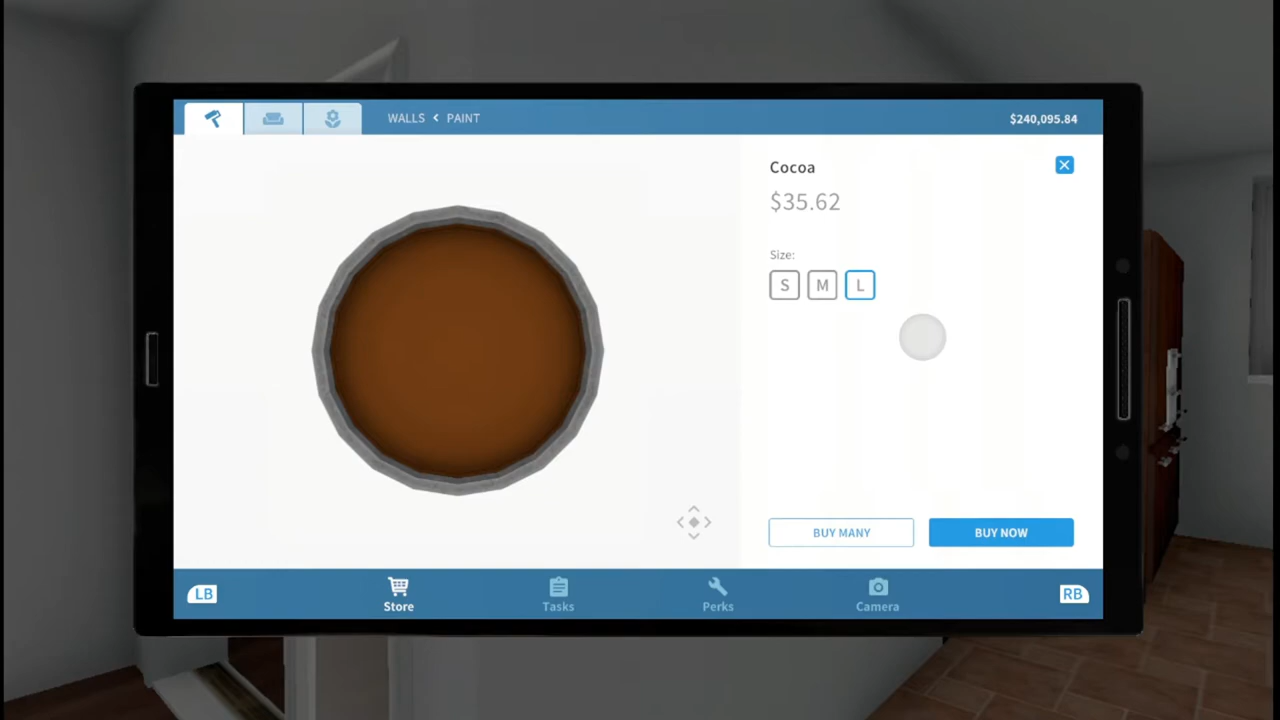 WALLS < PAINT
$240,095.84
Cocoa
$35.62
Size:
S M L
BUY MANY
BUY NOW
LB
Store
Tasks
Perks
Camera
RB